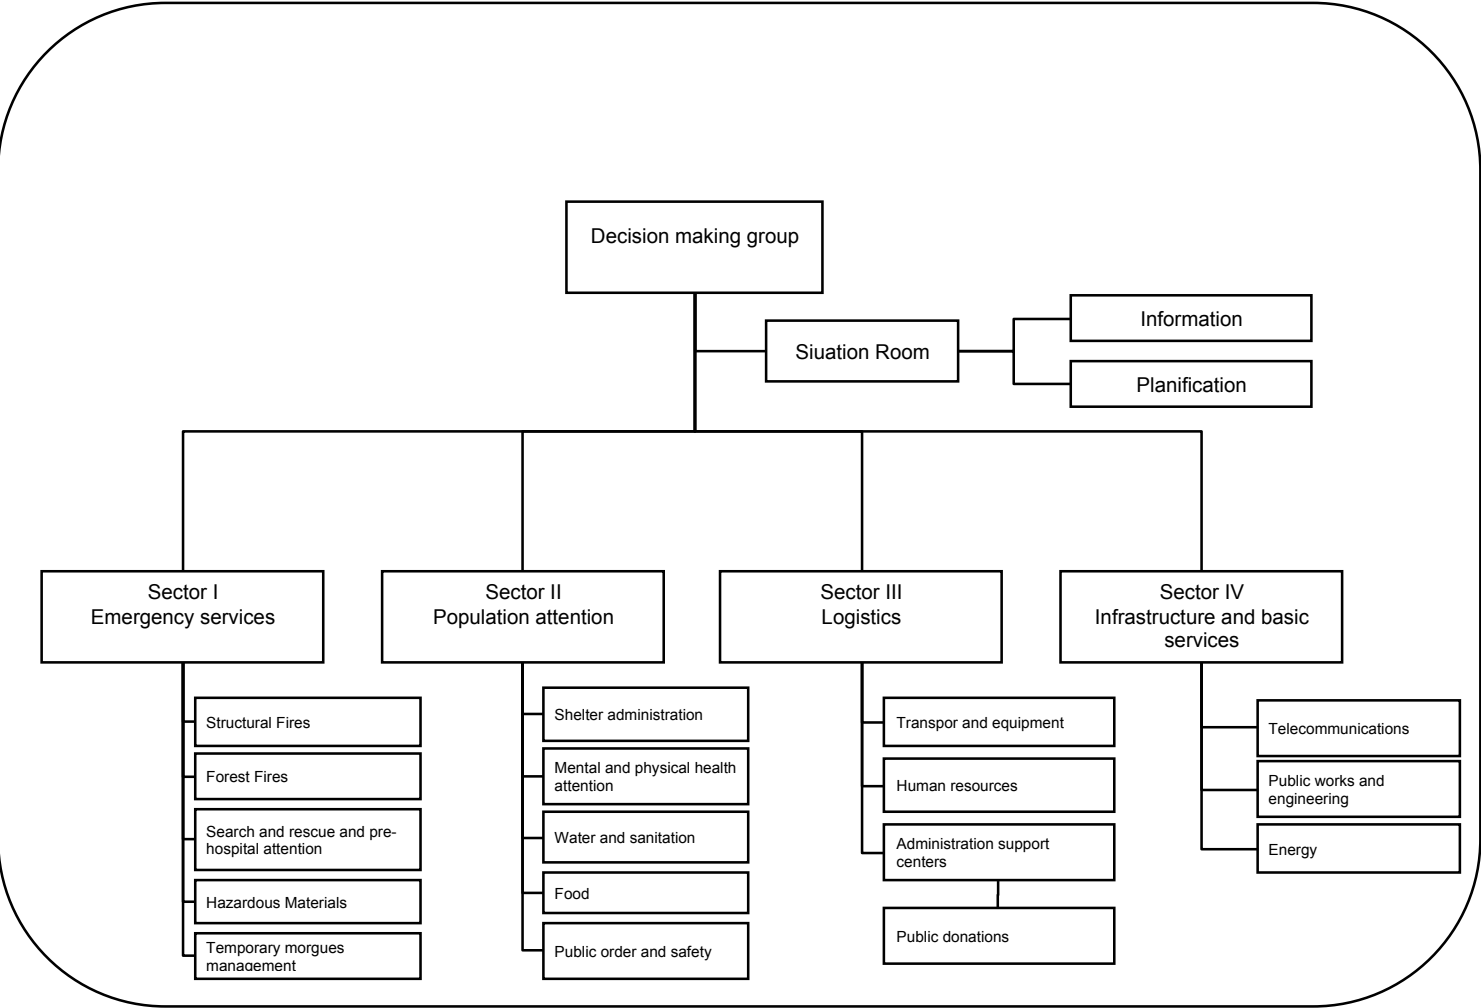 Decision making group
Siuation Room
Information
Planification
Sector I
Emergency services
Sector II
Population attention
Sector III
Logistics
Sector IV
Infrastructure and basic
services
Structural Fires
Forest Fires
Search and rescue and pre-
hospital attention
Hazardous Materials
Temporary morgues
management
Shelter administration
Mental and physical health
attention
Water and sanitation
Food
Public order and safety
Transpor and equipment
Human resources
Administration support
centers
Public donations
Telecommunications
Public works and
engineering
Energy